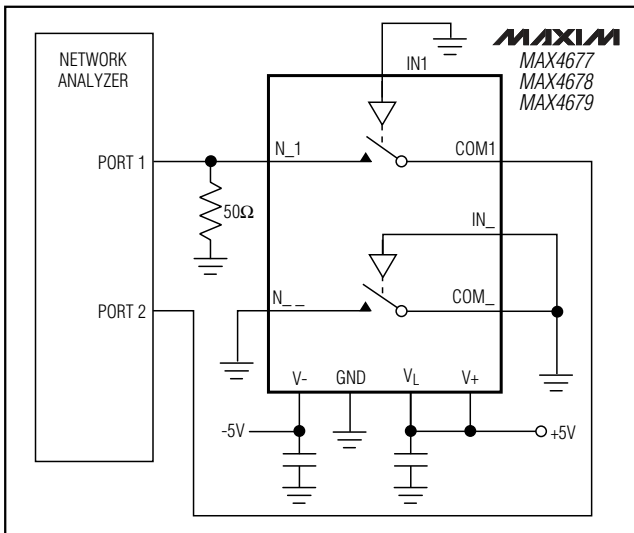 NETWORK
ANALYZER
MAXIM
MAX4677
MAX4678
MAX4679
IN1
PORT 1
N_1
COM1
50Ω
IN_
PORT 2
N_ _
COM_
V-
GND
VL
V+
-5V
+5V